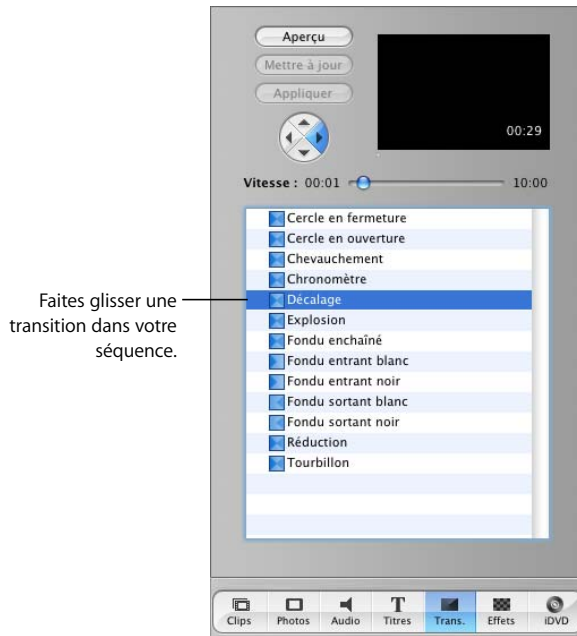 Aperçu
Mettre à jour
Appliquer
00:29
Vitesse : 00:01 10:00
Cercle en fermeture
Cercle en ouverture
Chevauchement
Chronomètre
Décalage
Explosion
Fondu enchaîné
Fondu entrant blanc
Fondu entrant noir
Fondu sortant blanc
Fondu sortant noir
Réduction
Tourbillon
Faites glisser une
transition dans votre
séquence.
Clips Photos Audio Titres Trans. Effets iDVD